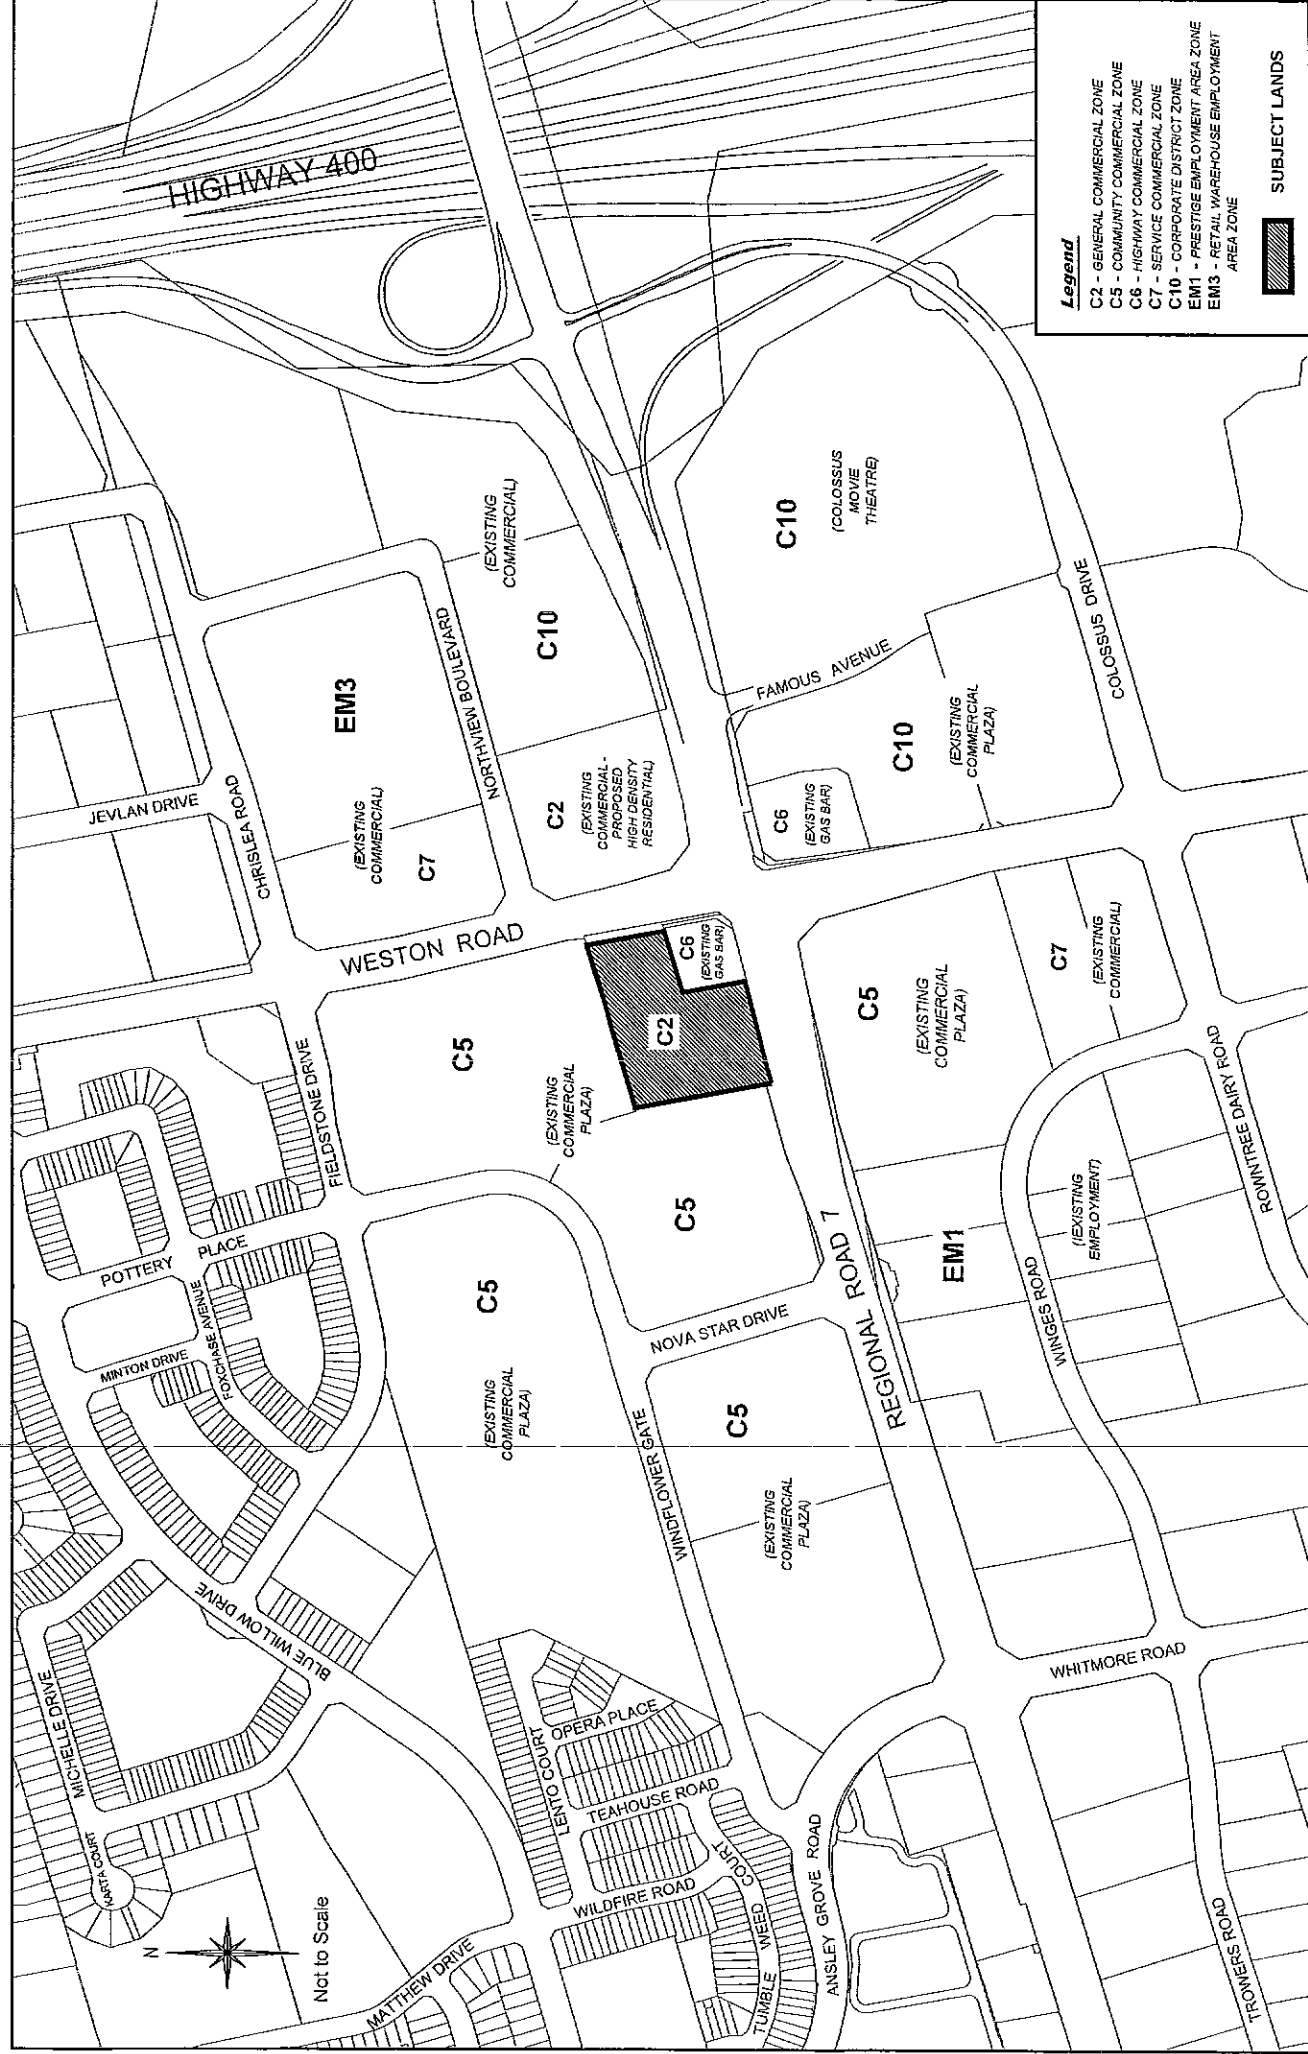 HIGHWAY 400
Legend
C2 - GENERAL COMMERCIAL ZONE
C5 - COMMUNITY COMMERCIAL ZONE
C6 - HIGHWAY COMMERCIAL ZONE
C7 - SERVICE COMMERCIAL ZONE
C10 - CORPORATE DISTRICT ZONE
EM1 - PRESTIGE EMPLOYMENT AREA ZONE
EM3 - RETAIL WAREHOUSE EMPLOYMENT
AREA ZONE
SUBJECT LANDS
JEVLAN DRIVE
CHRISLEA ROAD
EM3
(EXISTING
COMMERCIAL)
C7
NORTHVIEW BOULEVARD
(EXISTING
COMMERCIAL)
C10
C2
(EXISTING
COMMERCIAL -
PROPOSED
HIGH DENSITY
RESIDENTIAL)
C10
(COLOSSUS
MOVIE
THEATRE)
FAMOUS AVENUE
C10
(EXISTING
COMMERCIAL
PLAZA)
C6
(EXISTING
GAS BAR)
COLOSSUS DRIVE
WESTON ROAD
C6
(EXISTING
GAS BAR)
C2
C5
(EXISTING
COMMERCIAL
PLAZA)
C5
C5
(EXISTING
COMMERCIAL
PLAZA)
C7
(EXISTING
COMMERCIAL)
FIELDSTONE DRIVE
POTTERY PLACE
FOXCHASE AVENUE
MINTON DRIVE
C5
(EXISTING
COMMERCIAL
PLAZA)
NOVA STAR DRIVE
REGIONAL ROAD 7
EM1
(IEXISTING
EMPLOYMENT)
WINGES ROAD
ROWNTREE DAIRY ROAD
WINDFLOWER GATE
C5
(EXISTING
COMMERCIAL
PLAZA)
BLUE WILLOW DRIVE
MICHELLE DRIVE
KARTA COURT
LENTO COURT
OPERA PLACE
TEAHOUSE ROAD
WILDFIRE ROAD
TUMBLE WEED COURT
ANSLEY GROVE ROAD
WHITMORE ROAD
TROWERS ROAD
MATTHEW DRIVE
N
Not to Scale